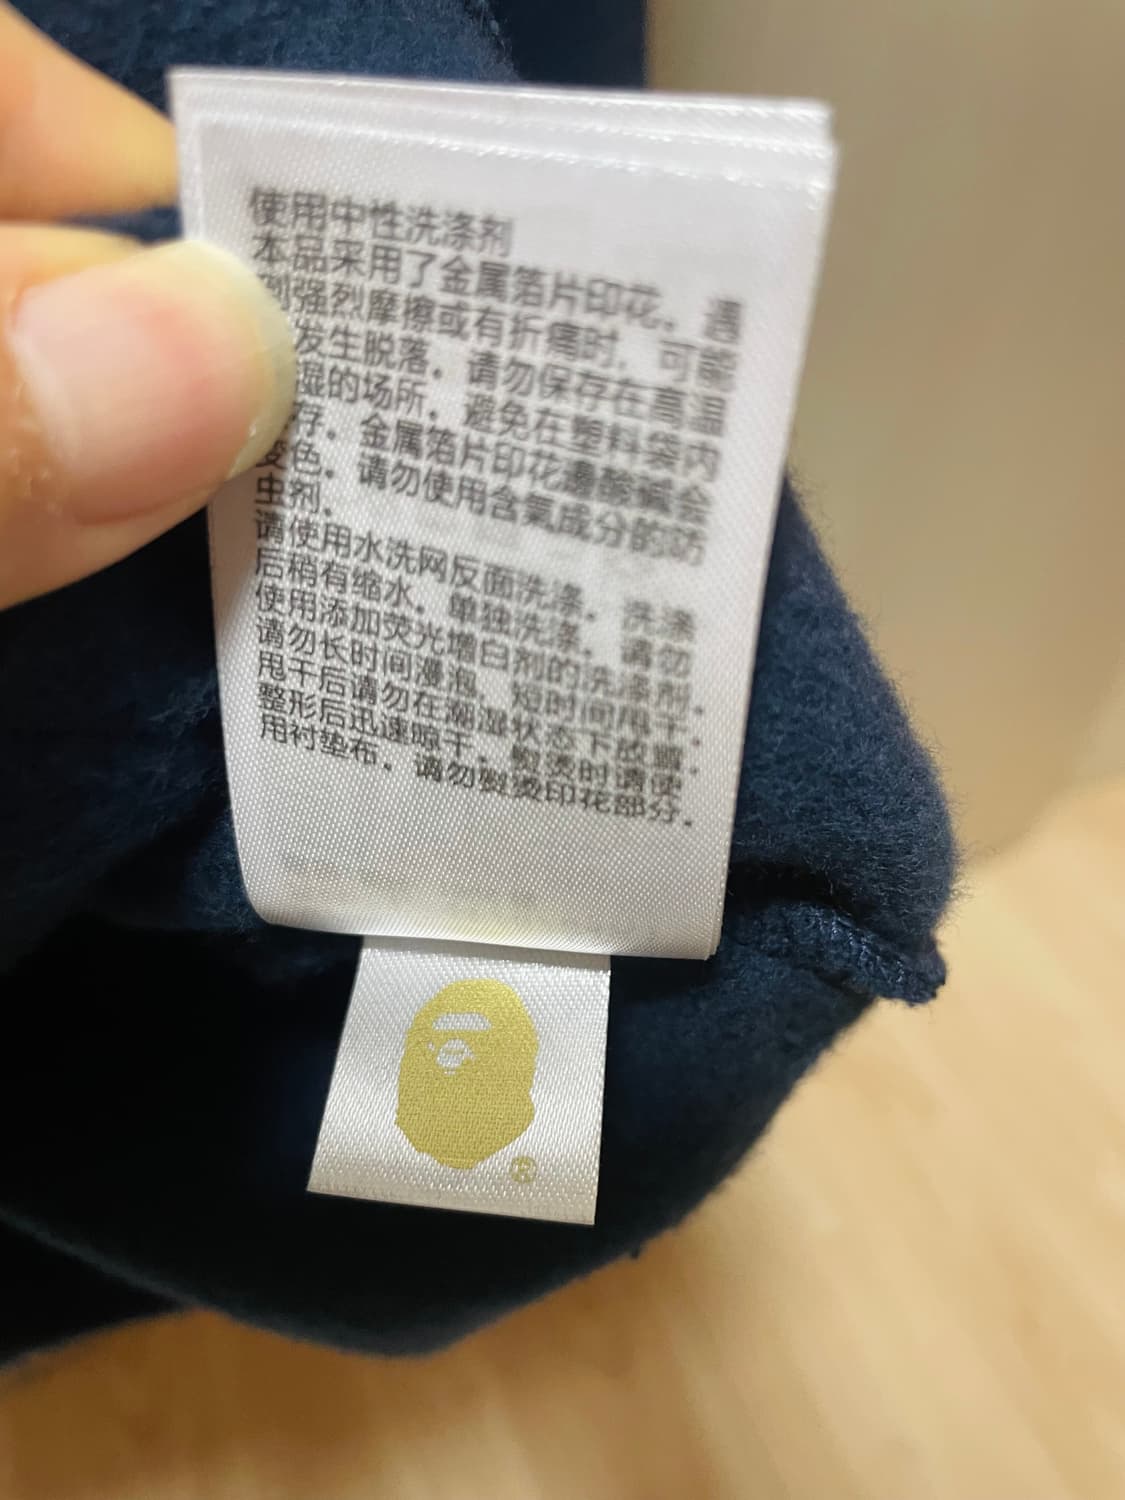 使用中性洗涤剂
本品采用了金属箔片印花，遇
到强烈摩擦或有折痛时，可能
发生脱落。请勿保存在高温
湿的场所。避免在塑料袋内
存。金属箔片印花遭酸碱会
变色。请勿使用含氯成分的防
虫剂。
请使用水洗网反面洗涤。洗涤
后稍有缩水。单独洗涤。请勿
使用添加荧光增白剂的洗涤剂。
请勿长时间浸泡、短时间甩干。
甩干后请勿在潮湿状态下放置。
整形后迅速晾干。熨烫时请使
用衬垫布。请勿熨烫印花部分。
®